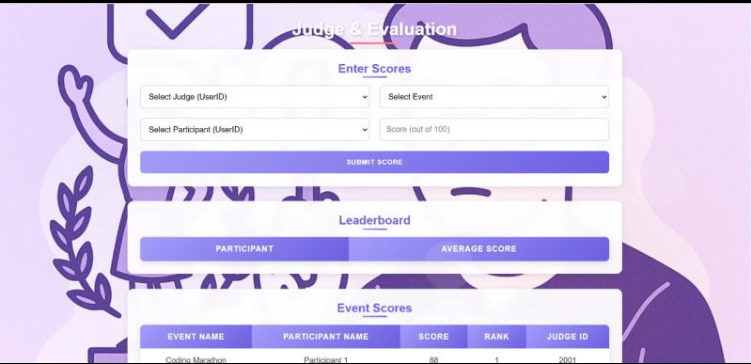 Judge & Evaluation
Enter Scores
Select Judge (UserID) Select Event
Select Participant (UserID) Score (out of 100)
SUBMIT SCORE
Leaderboard
PARTICIPANT AVERAGE SCORE
Event Scores
EVENT NAME PARTICIPANT NAME SCORE RANK JUDGE ID
Coding Marathon Participant 1 88 1 2001